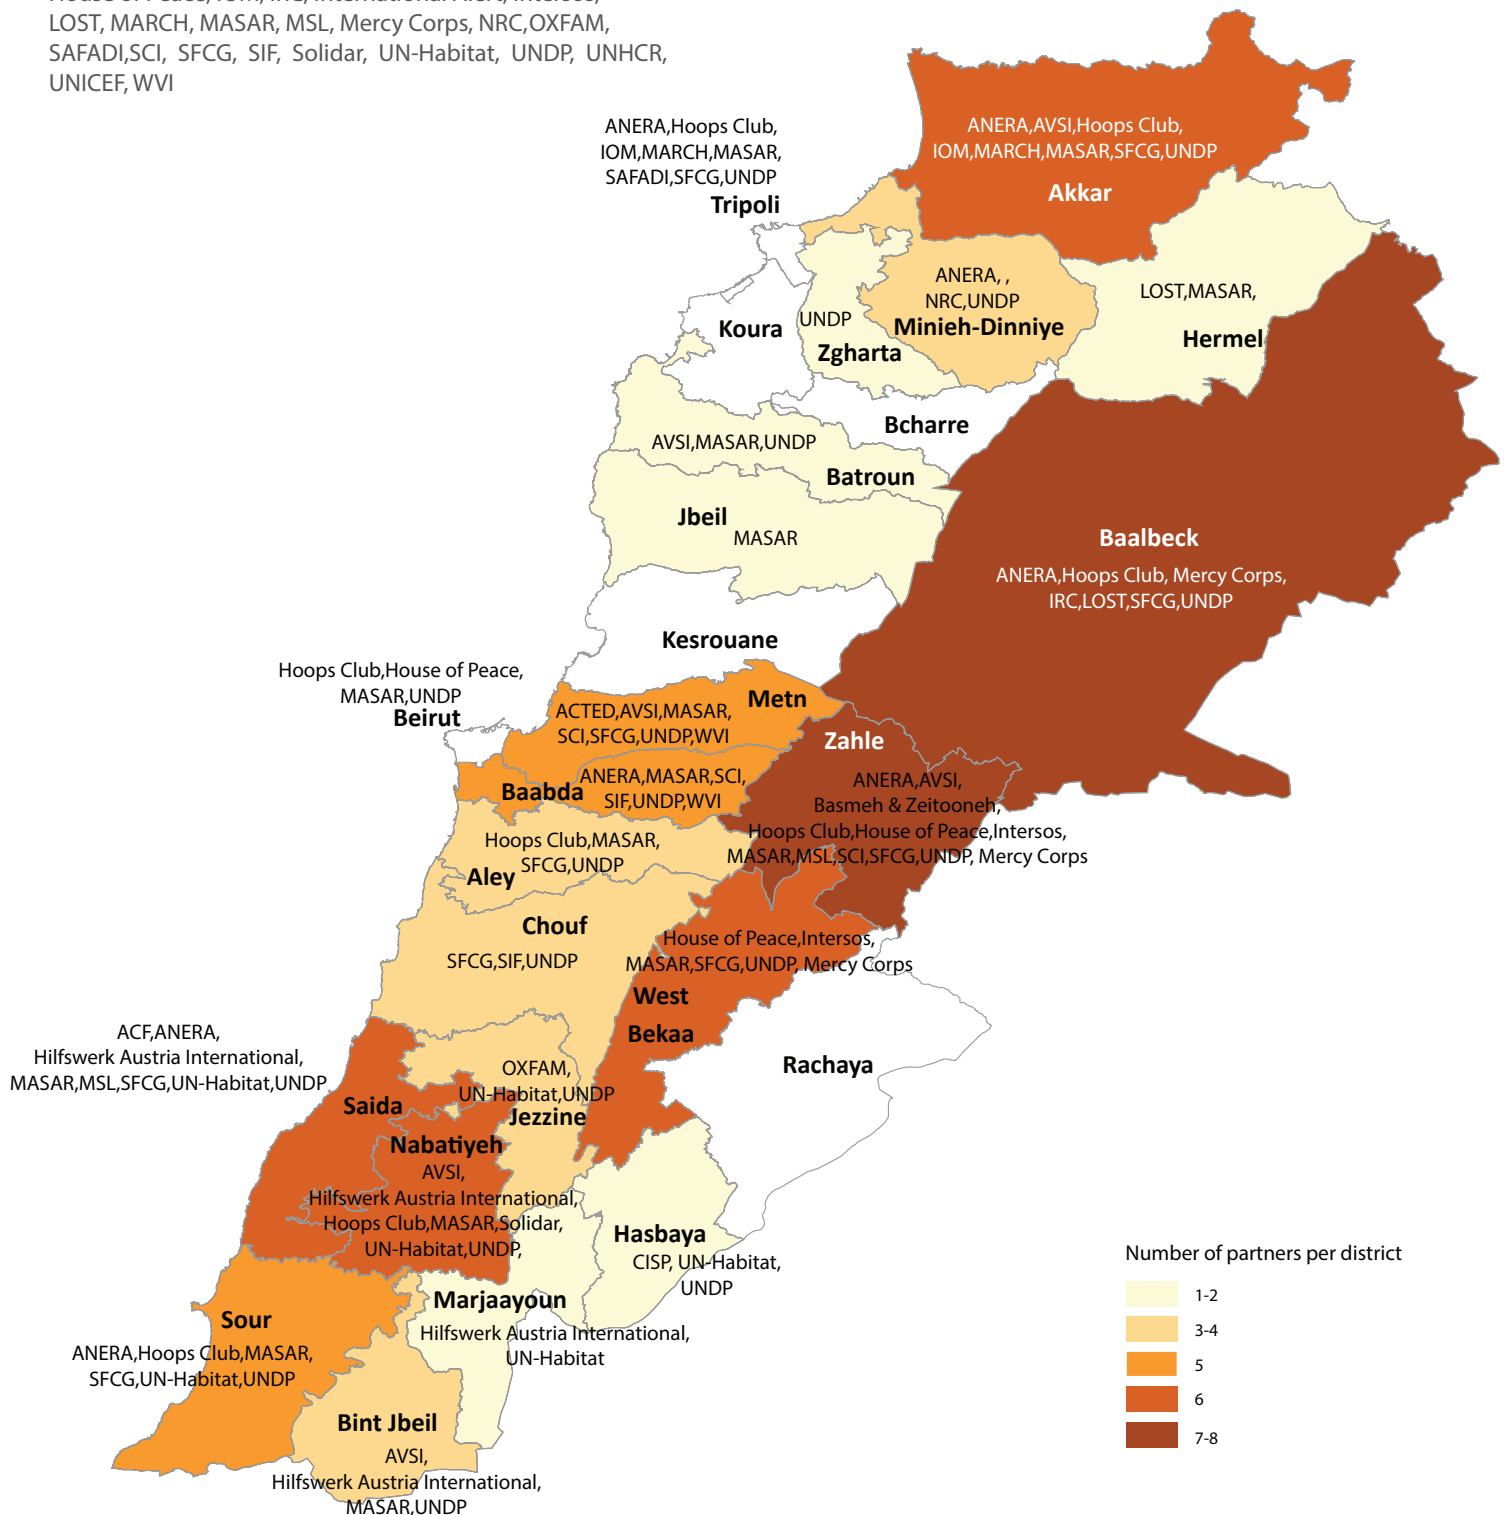 House of Peace, IOM, IRC, International Alert, Intersos,
LOST, MARCH, MASAR, MSL, Mercy Corps, NRC,OXFAM,
SAFADI,SCI, SFCG, SIF, Solidar, UN-Habitat, UNDP, UNHCR,
UNICEF, WVI
ANERA,Hoops Club,
IOM,MARCH,MASAR,
SAFADI,SFCG,UNDP
Tripoli
ANERA,AVSI,Hoops Club,
IOM,MARCH,MASAR,SFCG,UNDP
Akkar
ANERA, ,
NRC,UNDP
Minieh-Dinniye
LOST,MASAR,
Hermel
Koura
UNDP
Zgharta
Bcharre
AVSI,MASAR,UNDP
Batroun
Jbeil
MASAR
Baalbeck
ANERA,Hoops Club, Mercy Corps,
IRC,LOST,SFCG,UNDP
Kesrouane
Hoops Club,House of Peace,
MASAR,UNDP
Beirut
Metn
ACTED,AVSI,MASAR,
SCI,SFCG,UNDP,WVI
Baabda
ANERA,MASAR,SCI,
SIF,UNDP,WVI
Zahle
ANERA,AVSI,
Basmeh & Zeitooneh,
Hoops Club,House of Peace,Intersos,
MASAR,MSL,SCI,SFCG,UNDP, Mercy Corps
Hoops Club,MASAR,
SFCG,UNDP
Aley
Chouf
SFCG,SIF,UNDP
House of Peace,Intersos,
MASAR,SFCG,UNDP, Mercy Corps
West
Bekaa
Rachaya
ACF,ANERA,
Hilfswerk Austria International,
MASAR,MSL,SFCG,UN-Habitat,UNDP
Saida
OXFAM,
UN-Habitat,UNDP
Jezzine
Nabatiyeh
AVSI,
Hilfswerk Austria International,
Hoops Club,MASAR,Solidar,
UN-Habitat,UNDP,
Hasbaya
CISP, UN-Habitat,
UNDP
Marjaayoun
Hilfswerk Austria International,
UN-Habitat
Sour
ANERA,Hoops Club,MASAR,
SFCG,UN-Habitat,UNDP
Bint Jbeil
AVSI,
Hilfswerk Austria International,
MASAR,UNDP
Number of partners per district
1-2
3-4
5
6
7-8